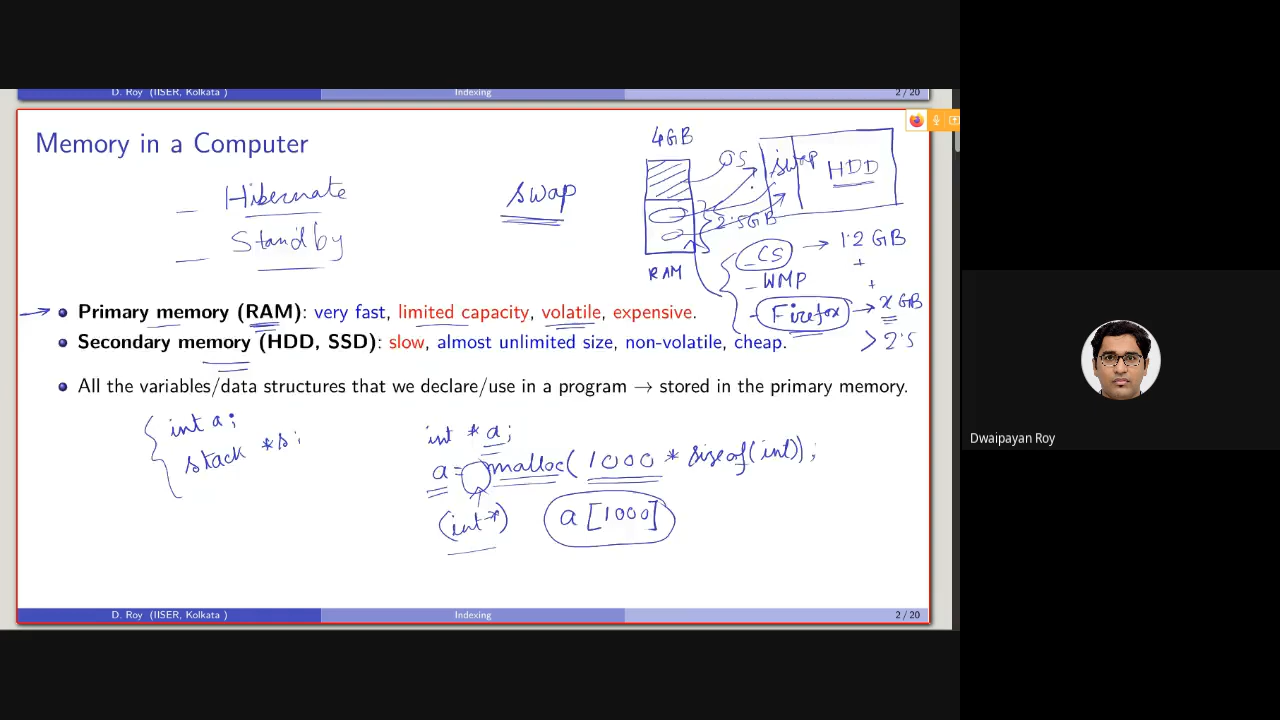 D. Roy (IISER, Kolkata ) Indexing 2 / 20
Memory in a Computer
4GB
OS
swap
HDD
Hibernate
swap
Standby
2.5GB
RAM
CS → 1.2 GB
+
- WMP
+
- Firefox → x GB
> 2.5
Primary memory (RAM): very fast, limited capacity, volatile, expensive.
Secondary memory (HDD, SSD): slow, almost unlimited size, non-volatile, cheap.
All the variables/data structures that we declare/use in a program → stored in the primary memory.
int a;
stack *s;
int * a;
a = malloc( 1000 * sizeof(int));
(int *)
a [1000]
D. Roy (IISER, Kolkata ) Indexing 2 / 20
Dwaipayan Roy